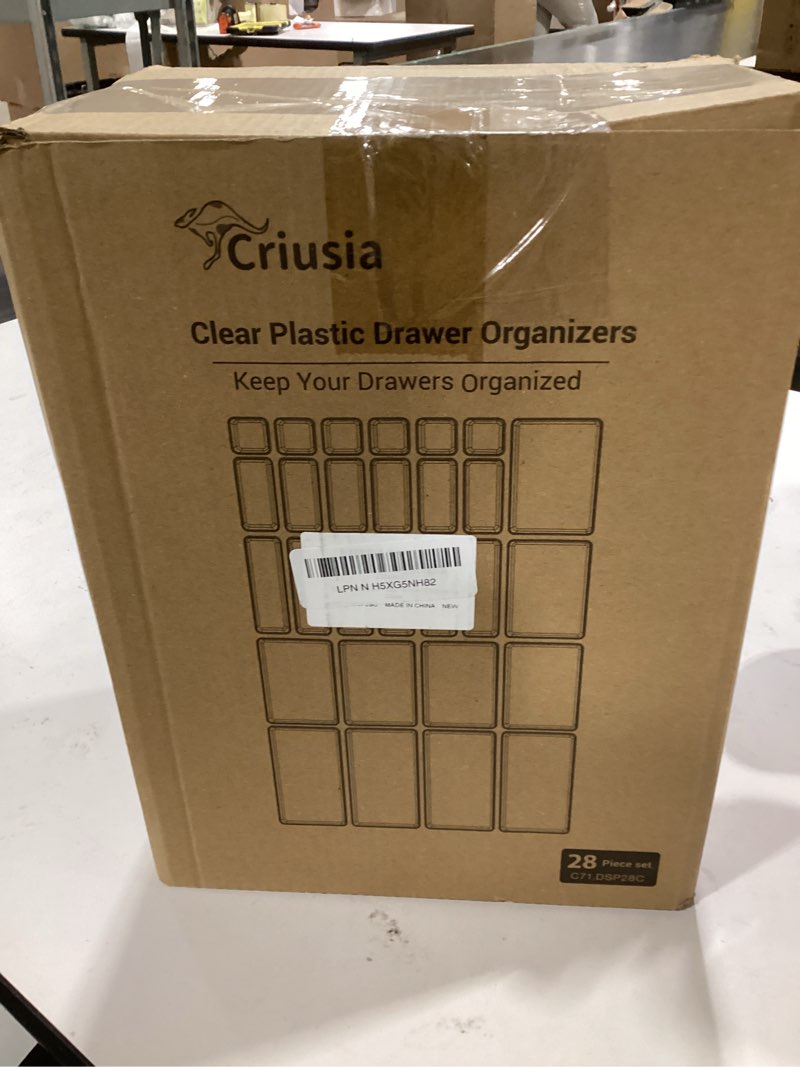 Criusia
Clear Plastic Drawer Organizers
Keep Your Drawers Organized
LPN N H5XG5NH82
MADE IN CHINA NEW
28 Piece set
C71.DSP28C